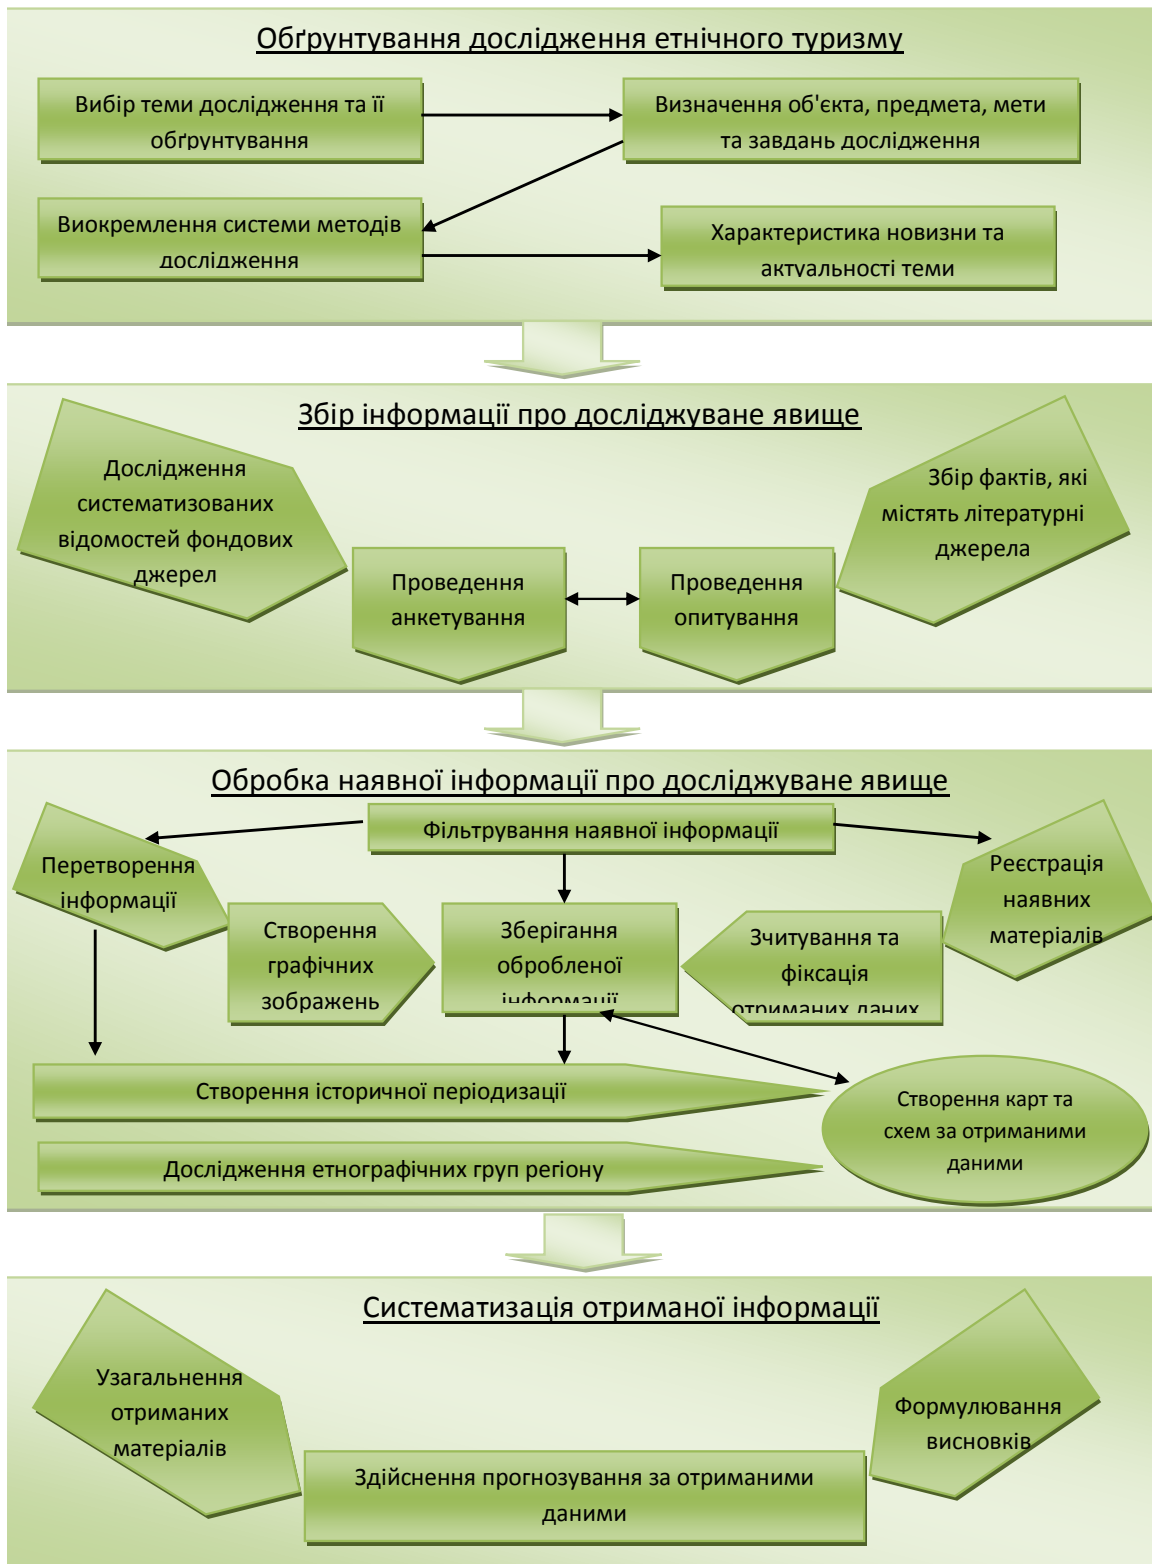 Обґрунтування дослідження етнічного туризму
Вибір теми дослідження та її
обґрунтування
Визначення об'єкта, предмета, мети
та завдань дослідження
Виокремлення системи методів
дослідження
Характеристика новизни та
актуальності теми
Збір інформації про досліджуване явище
Дослідження
систематизованих
відомостей фондових
джерел
Проведення
анкетування
Проведення
опитування
Збір фактів, які
містять літературні
джерела
Обробка наявної інформації про досліджуване явище
Фільтрування наявної інформації
Перетворення
інформації
Реєстрація
наявних
матеріалів
Створення
графічних
зображень
Зберігання
обробленої
інформації
Зчитування та
фіксація
отриманих даних
Створення історичної періодизації
Створення карт та
схем за отриманими
даними
Дослідження етнографічних груп регіону
Систематизація отриманої інформації
Узагальнення
отриманих
матеріалів
Формулювання
висновків
Здійснення прогнозування за отриманими
даними